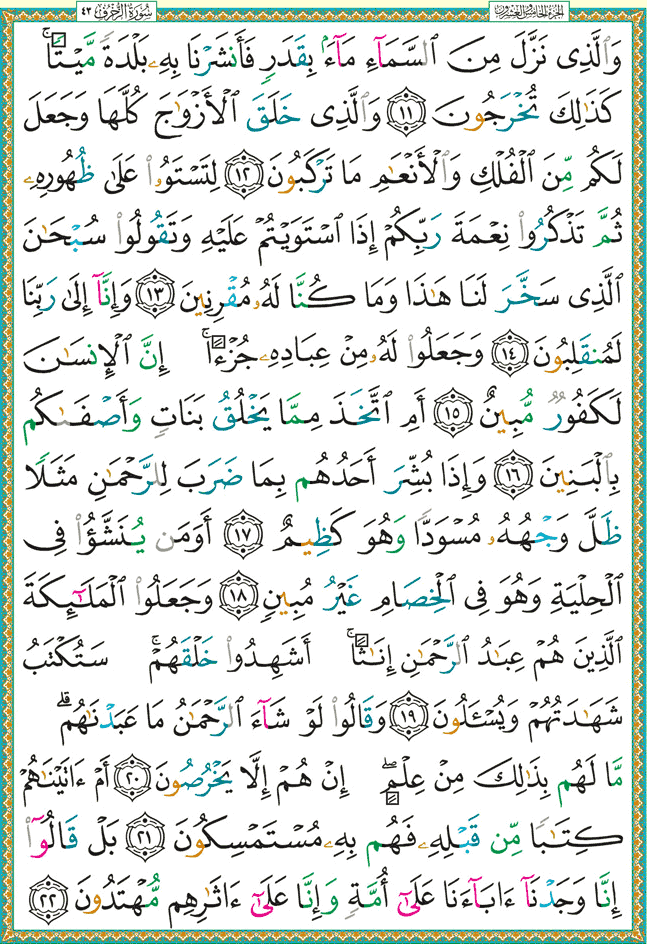 الجزء الخامس والعشرون سورة الزخرف ٤٣
وَٱلَّذِى نَزَّلَ مِنَ ٱلسَّمَآءِ مَآءَۢ بِقَدَرٍ فَأَنشَرْنَا بِهِۦ بَلْدَةً مَّيْتًاۚ
كَذَٰلِكَ تُخْرَجُونَ ١١ وَٱلَّذِى خَلَقَ ٱلْأَزْوَٰجَ كُلَّهَا وَجَعَلَ
لَكُم مِّنَ ٱلْفُلْكِ وَٱلْأَنْعَٰمِ مَا تَرْكَبُونَ ١٢ لِتَسْتَوُۥا۟ عَلَىٰ ظُهُورِهِۦ
ثُمَّ تَذْكُرُوا۟ نِعْمَةَ رَبِّكُمْ إِذَا ٱسْتَوَيْتُمْ عَلَيْهِ وَتَقُولُوا۟ سُبْحَٰنَ
ٱلَّذِى سَخَّرَ لَنَا هَٰذَا وَمَا كُنَّا لَهُۥ مُقْرِنِينَ ١٣ وَإِنَّآ إِلَىٰ رَبِّنَا
لَمُنقَلِبُونَ ١٤ وَجَعَلُوا۟ لَهُۥ مِنْ عِبَادِهِۦ جُزْءًاۚ إِنَّ ٱلْإِنسَٰنَ
لَكَفُورٌ مُّبِينٌ ١٥ أَمِ ٱتَّخَذَ مِمَّا يَخْلُقُ بَنَاتٍ وَأَصْفَىٰكُم
بِٱلْبَنِينَ ١٦ وَإِذَا بُشِّرَ أَحَدُهُم بِمَا ضَرَبَ لِلرَّحْمَٰنِ مَثَلًا
ظَلَّ وَجْهُهُۥ مُسْوَدًّا وَهُوَ كَظِيمٌ ١٧ أَوَمَن يُنَشَّؤُا۟ فِى
ٱلْحِلْيَةِ وَهُوَ فِى ٱلْخِصَامِ غَيْرُ مُبِينٍ ١٨ وَجَعَلُوا۟ ٱلْمَلَٰٓئِكَةَ
ٱلَّذِينَ هُمْ عِبَٰدُ ٱلرَّحْمَٰنِ إِنَٰثًاۚ أَشَهِدُوا۟ خَلْقَهُمْۚ سَتُكْتَبُ
شَهَٰدَتُهُمْ وَيُسْـَٔلُونَ ١٩ وَقَالُوا۟ لَوْ شَآءَ ٱلرَّحْمَٰنُ مَا عَبَدْنَٰهُمۗ
مَّا لَهُم بِذَٰلِكَ مِنْ عِلْمٍۖ إِنْ هُمْ إِلَّا يَخْرُصُونَ ٢٠ أَمْ ءَاتَيْنَٰهُمْ
كِتَٰبًا مِّن قَبْلِهِۦ فَهُم بِهِۦ مُسْتَمْسِكُونَ ٢١ بَلْ قَالُوٓا۟
إِنَّا وَجَدْنَآ ءَابَآءَنَا عَلَىٰٓ أُمَّةٍ وَإِنَّا عَلَىٰٓ ءَاثَٰرِهِم مُّهْتَدُونَ ٢٢